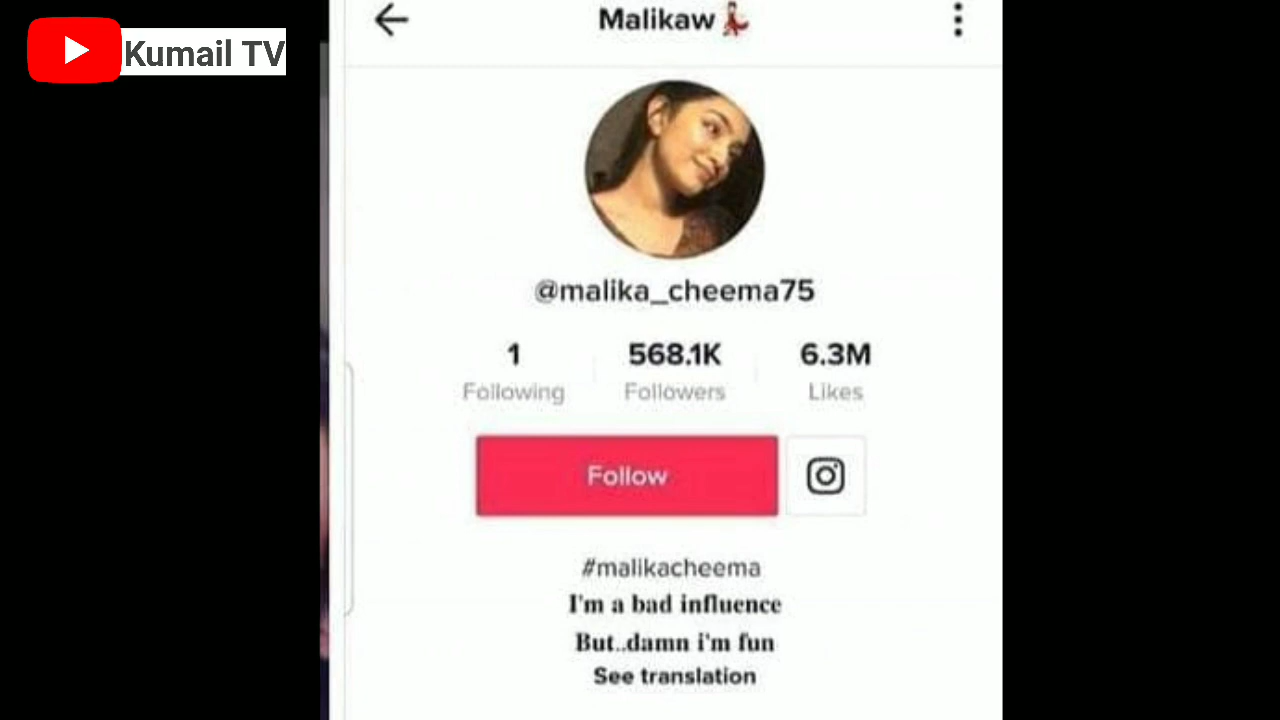 Kumail TV
Malikaw💃
@malika_cheema75
1 568.1K 6.3M
Following Followers Likes
Follow
#malikacheema
I'm a bad influence
But..damn i'm fun
See translation